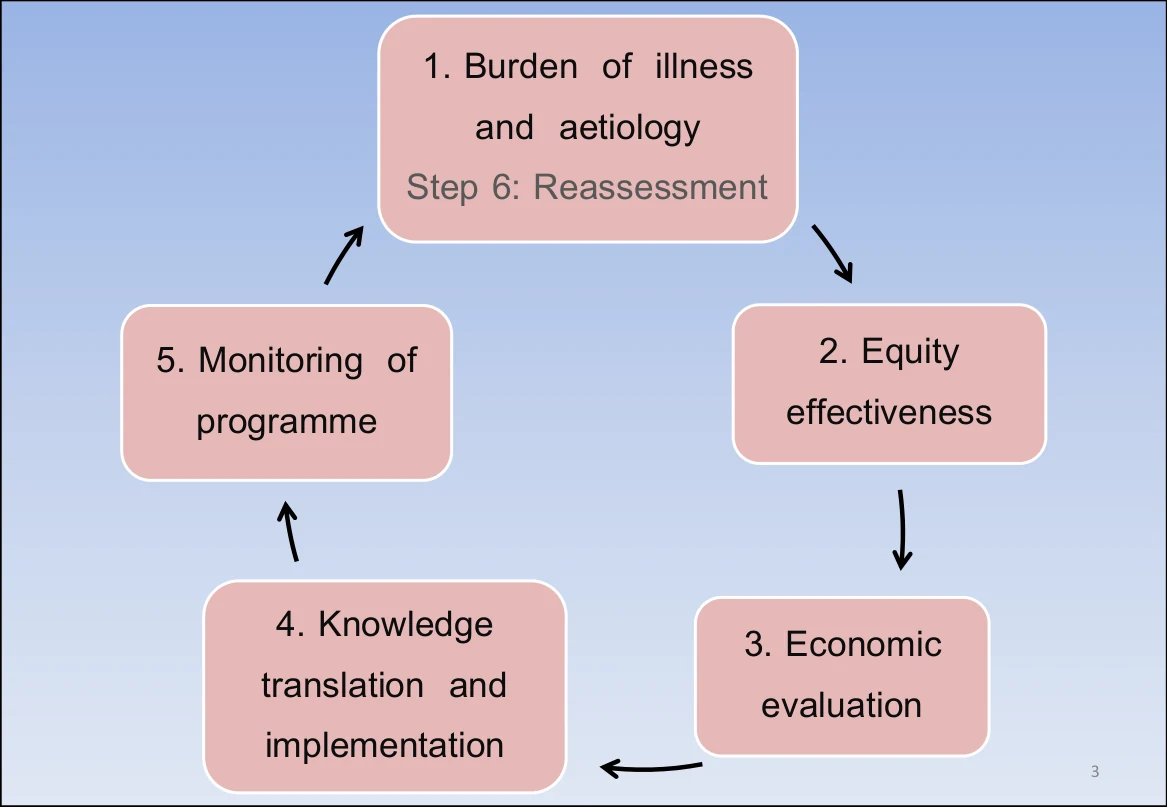 1. Burden of illness
and aetiology
Step 6: Reassessment
2. Equity
effectiveness
3. Economic
evaluation
4. Knowledge
translation and
implementation
5. Monitoring of
programme
3